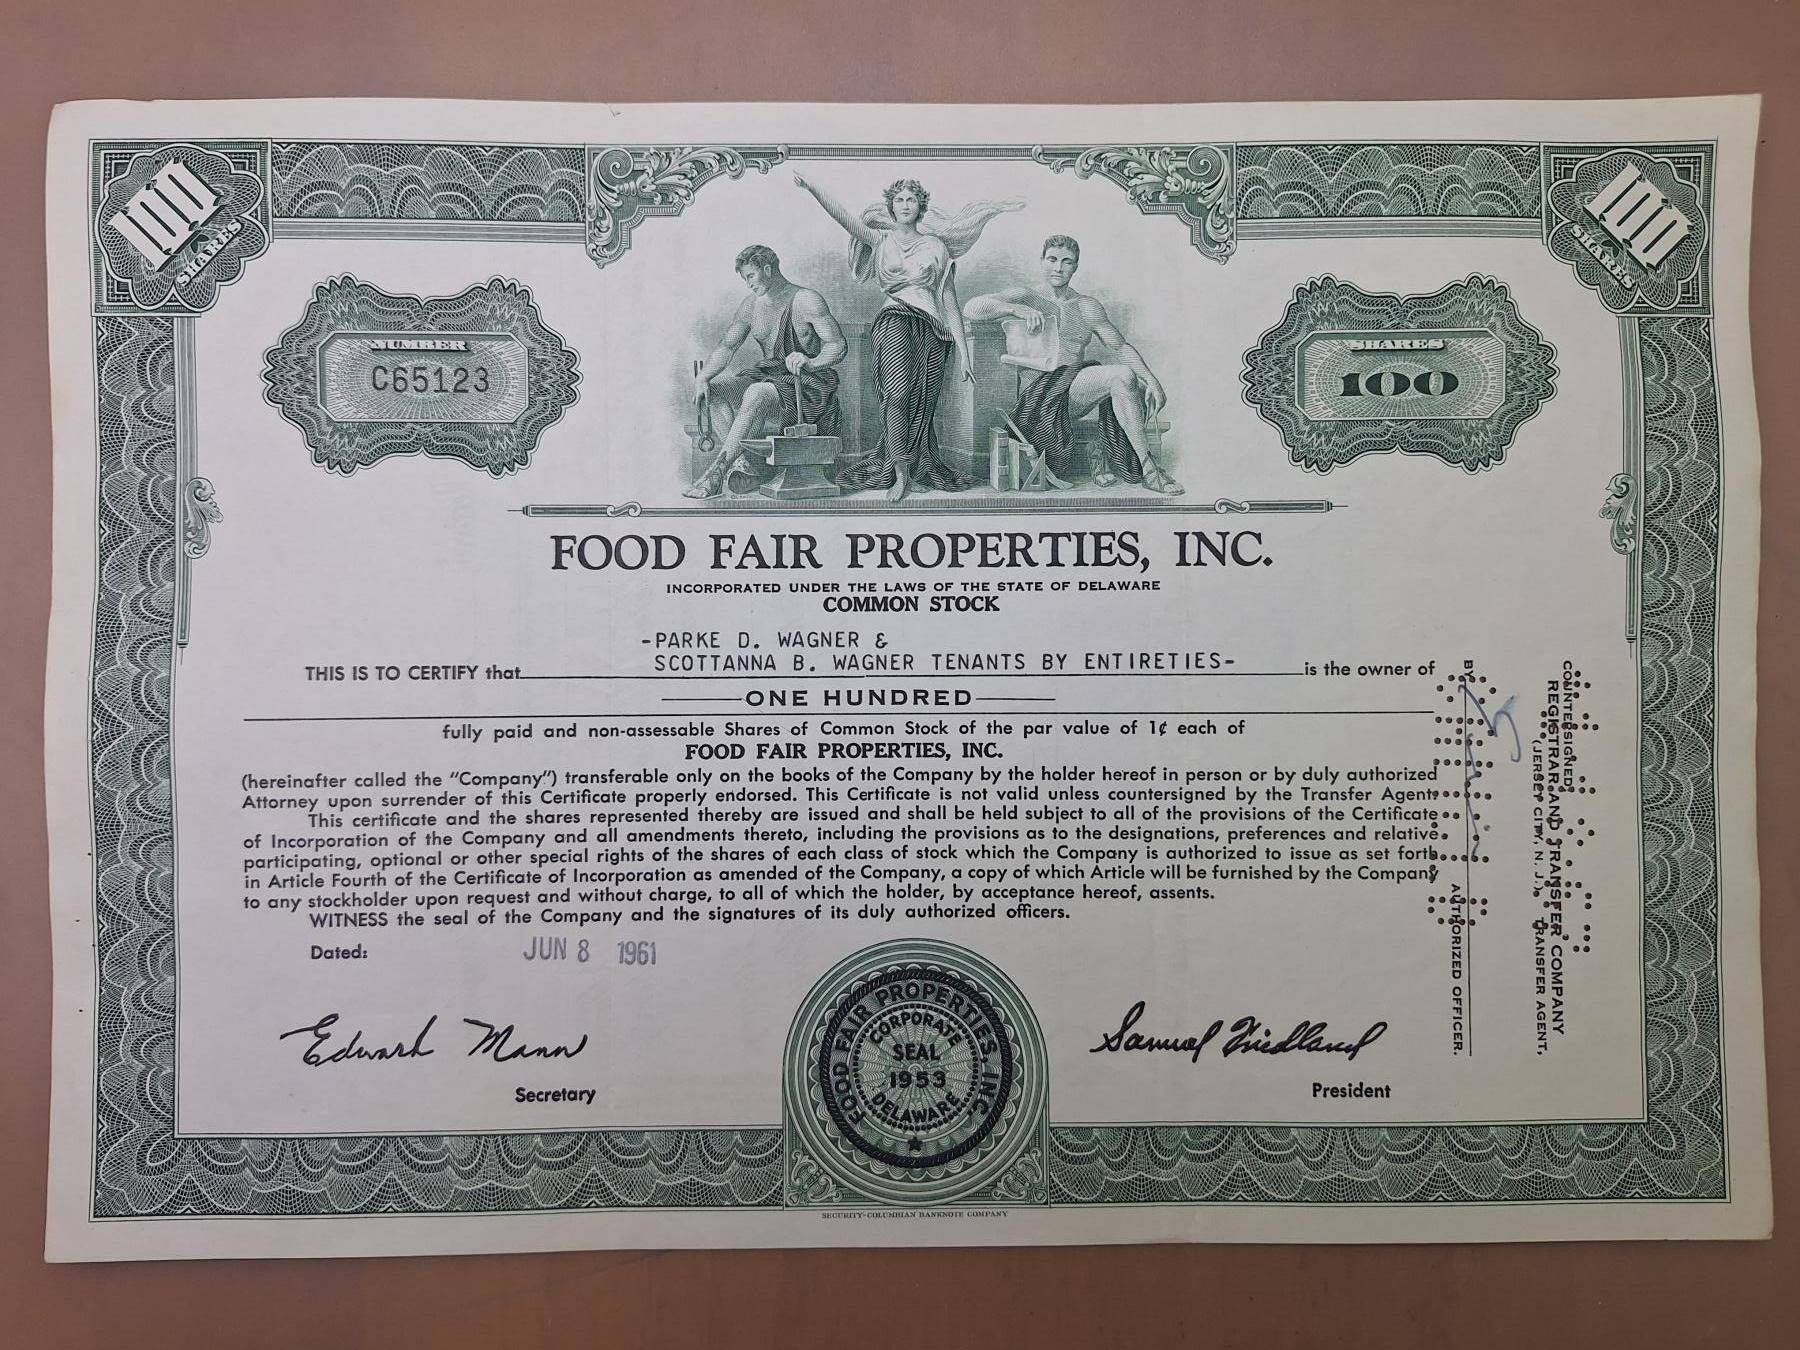 100
SHARES
100
SHARES
NUMBER
C65123
SHARES
100
FOOD FAIR PROPERTIES, INC.
INCORPORATED UNDER THE LAWS OF THE STATE OF DELAWARE
COMMON STOCK
-PARKE D. WAGNER &
THIS IS TO CERTIFY that SCOTTANNA B. WAGNER TENANTS BY ENTIRETIES- is the owner of
ONE HUNDRED
fully paid and non-assessable Shares of Common Stock of the par value of 1¢ each of
FOOD FAIR PROPERTIES, INC.
(hereinafter called the "Company") transferable only on the books of the Company by the holder hereof in person or by duly authorized
Attorney upon surrender of this Certificate properly endorsed. This Certificate is not valid unless countersigned by the Transfer Agent.
This certificate and the shares represented thereby are issued and shall be held subject to all of the provisions of the Certificate
of Incorporation of the Company and all amendments thereto, including the provisions as to the designations, preferences and relative,
participating, optional or other special rights of the shares of each class of stock which the Company is authorized to issue as set forth
in Article Fourth of the Certificate of Incorporation as amended of the Company, a copy of which Article will be furnished by the Company
to any stockholder upon request and without charge, to all of which the holder, by acceptance hereof, assents.
WITNESS the seal of the Company and the signatures of its duly authorized officers.
Dated: JUN 8 1961
Edward Mann
Secretary
FOOD FAIR PROPERTIES, INC.
CORPORATE
SEAL
1953
DELAWARE
Samuel Friedland
President
COUNTERSIGNED:
REGISTRAR AND TRANSFER COMPANY
(JERSEY CITY, N. J.) TRANSFER AGENT,
BY
AUTHORIZED OFFICER.
SECURITY-COLUMBIAN BANKNOTE COMPANY